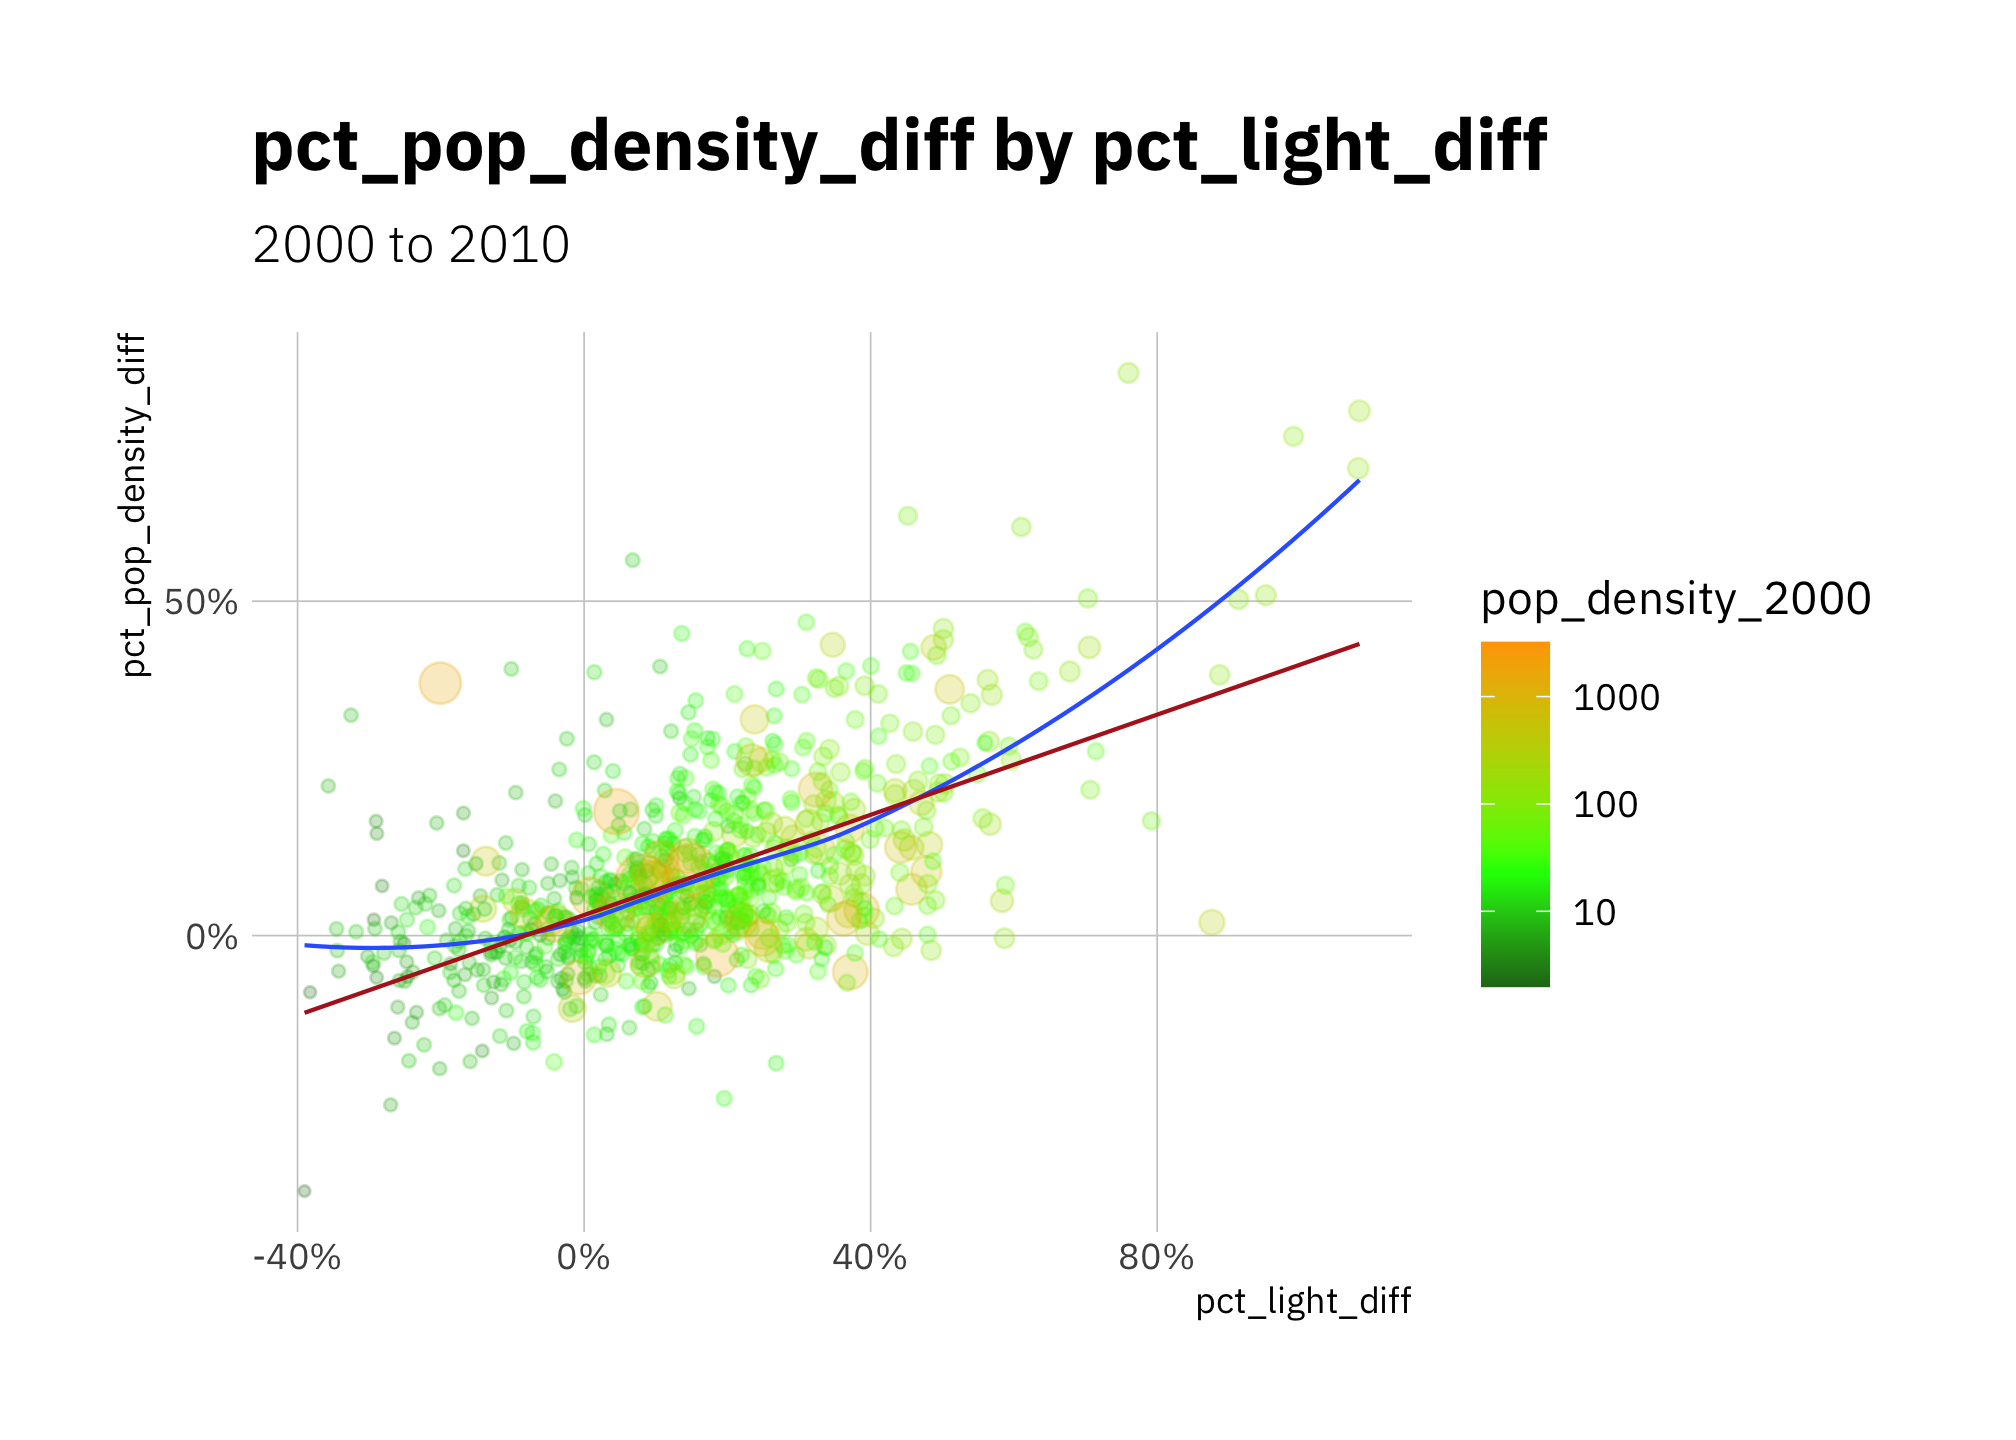 pct_pop_density_diff by pct_light_diff
2000 to 2010
pct_pop_density_diff
50%
0%
-40%
0%
40%
80%
pct_light_diff
pop_density_2000
1000
100
10